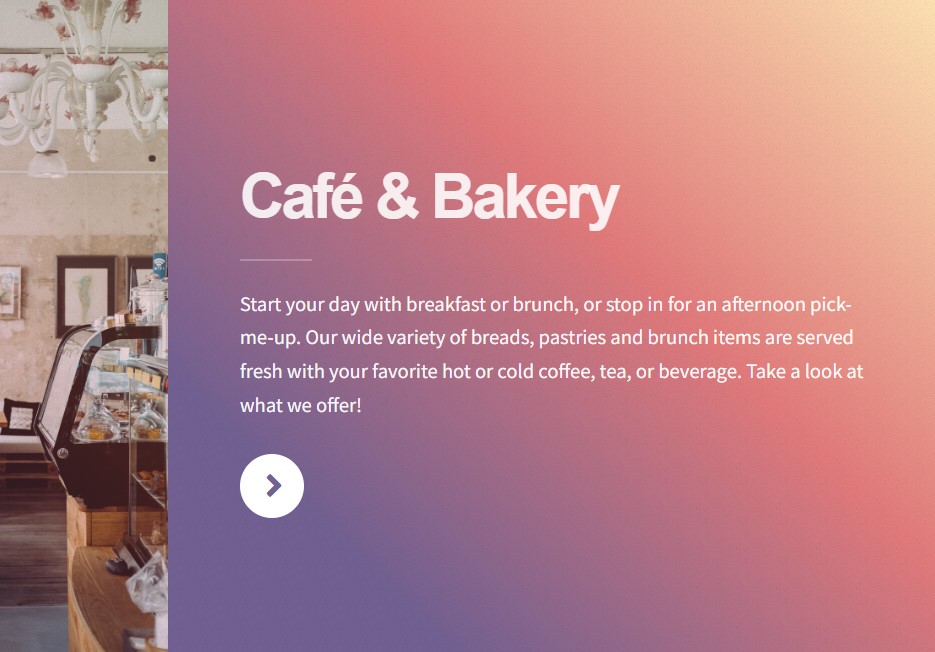 Café & Bakery
Start your day with breakfast or brunch, or stop in for an afternoon pick-
me-up. Our wide variety of breads, pastries and brunch items are served
fresh with your favorite hot or cold coffee, tea, or beverage. Take a look at
what we offer!